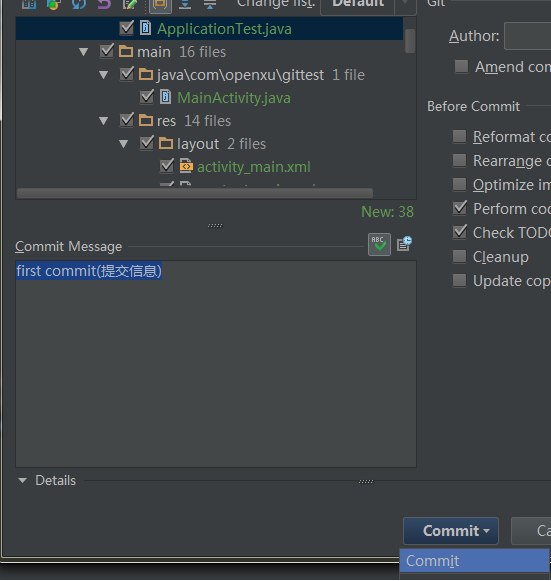 Change list: Default
Git
ApplicationTest.java
main 16 files
java\com\openxu\gittest 1 file
MainActivity.java
res 14 files
layout 2 files
activity_main.xml
New: 38
Author:
Amend com
Before Commit
Reformat co
Rearrange
Optimize im
Perform cod
Check TODO
Cleanup
Update cop
Commit Message
ABC
first commit(提交信息)
Details
Commit
Ca
Commit